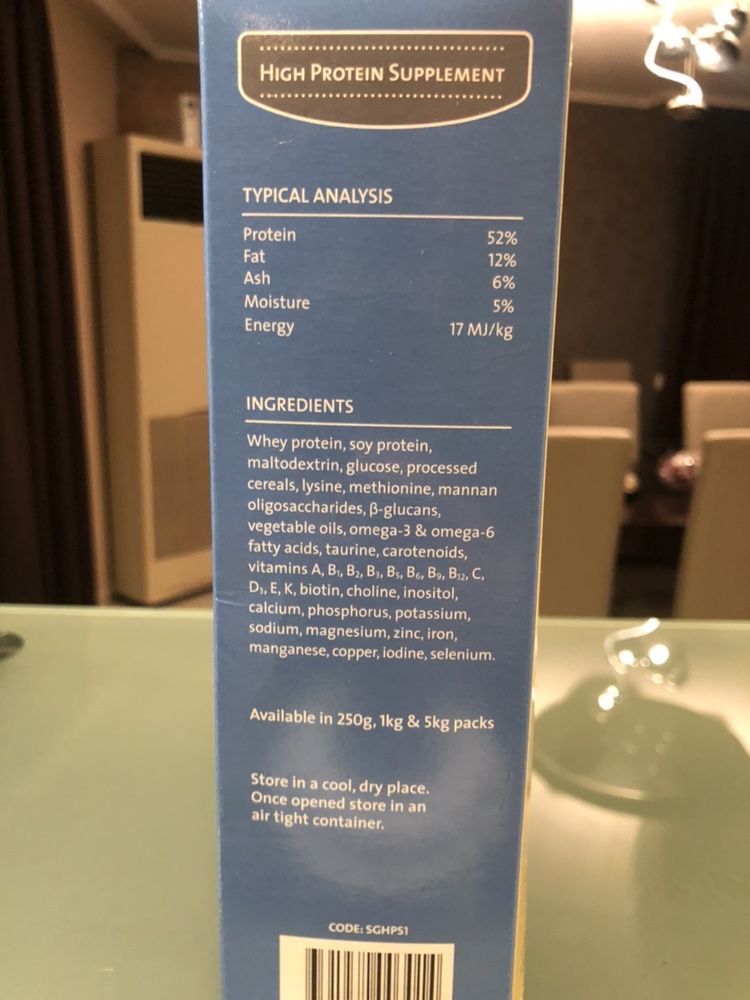 HIGH PROTEIN SUPPLEMENT
TYPICAL ANALYSIS
Protein 52%
Fat 12%
Ash 6%
Moisture 5%
Energy 17 MJ/kg
INGREDIENTS
Whey protein, soy protein,
maltodextrin, glucose, processed
cereals, lysine, methionine, mannan
oligosaccharides, β-glucans,
vegetable oils, omega-3 & omega-6
fatty acids, taurine, carotenoids,
vitamins A, B₁, B₂, B₃, B₅, B₆, B₉, B₁₂, C,
D₃, E, K, biotin, choline, inositol,
calcium, phosphorus, potassium,
sodium, magnesium, zinc, iron,
manganese, copper, iodine, selenium.
Available in 250g, 1kg & 5kg packs
Store in a cool, dry place.
Once opened store in an
air tight container.
CODE: SGHPS1